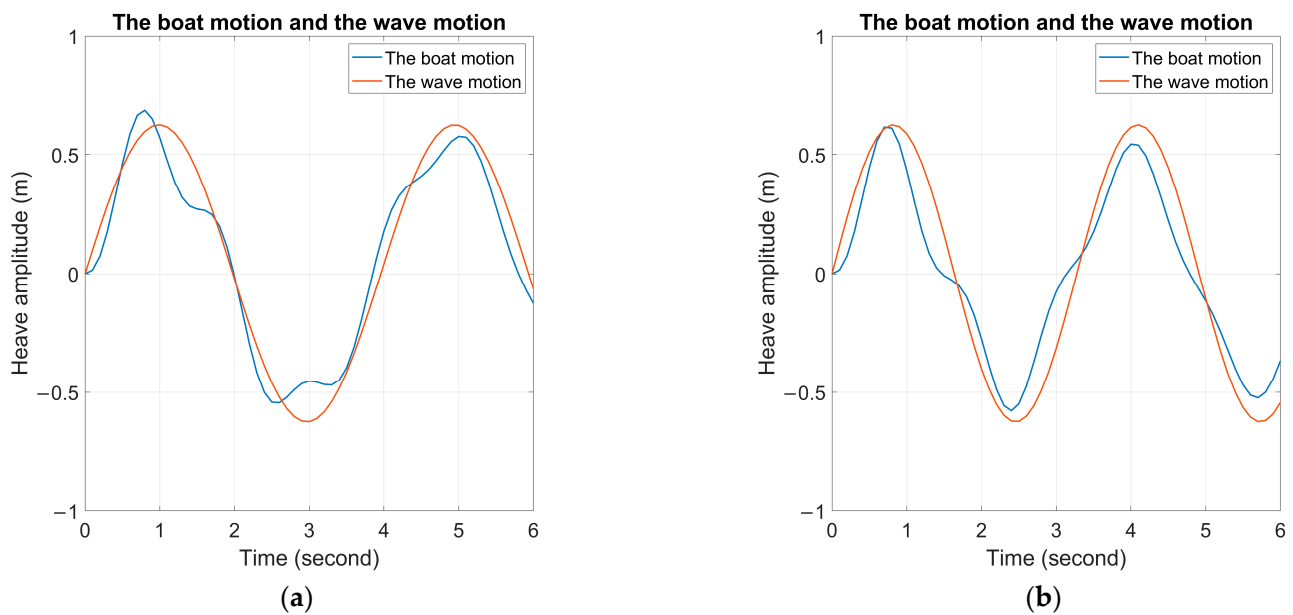 The boat motion and the wave motion
1
0.5
0
−0.5
−1
Heave amplitude (m)
The boat motion
The wave motion
0 1 2 3 4 5 6
Time (second)
(a)
The boat motion and the wave motion
1
0.5
0
−0.5
−1
Heave amplitude (m)
The boat motion
The wave motion
0 1 2 3 4 5 6
Time (second)
(b)